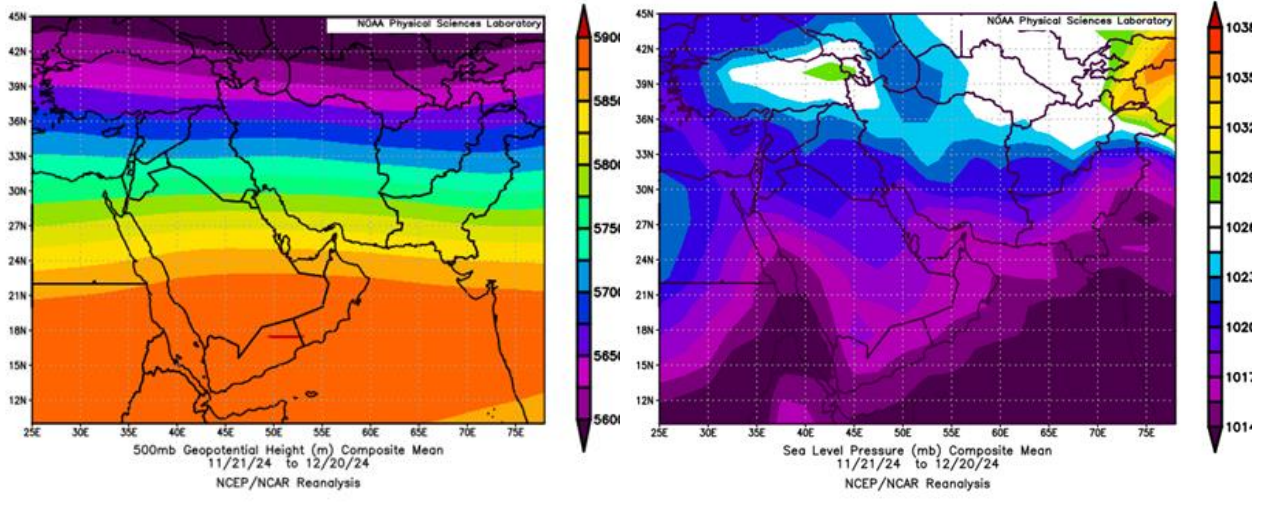 NOAA Physical Sciences Laboratory
45N
42N
39N
36N
33N
30N
27N
24N
21N
18N
15N
12N
25E 30E 35E 40E 45E 50E 55E 60E 65E 70E 75E
5900
5850
5800
5750
5700
5650
5600
500mb Geopotential Height (m) Composite Mean
11/21/24 to 12/20/24
NCEP/NCAR Reanalysis
NOAA Physical Sciences Laboratory
45N
42N
39N
36N
33N
30N
27N
24N
21N
18N
15N
12N
25E 30E 35E 40E 45E 50E 55E 60E 65E 70E 75E
1038
1035
1032
1029
1026
1023
1020
1017
1014
Sea Level Pressure (mb) Composite Mean
11/21/24 to 12/20/24
NCEP/NCAR Reanalysis